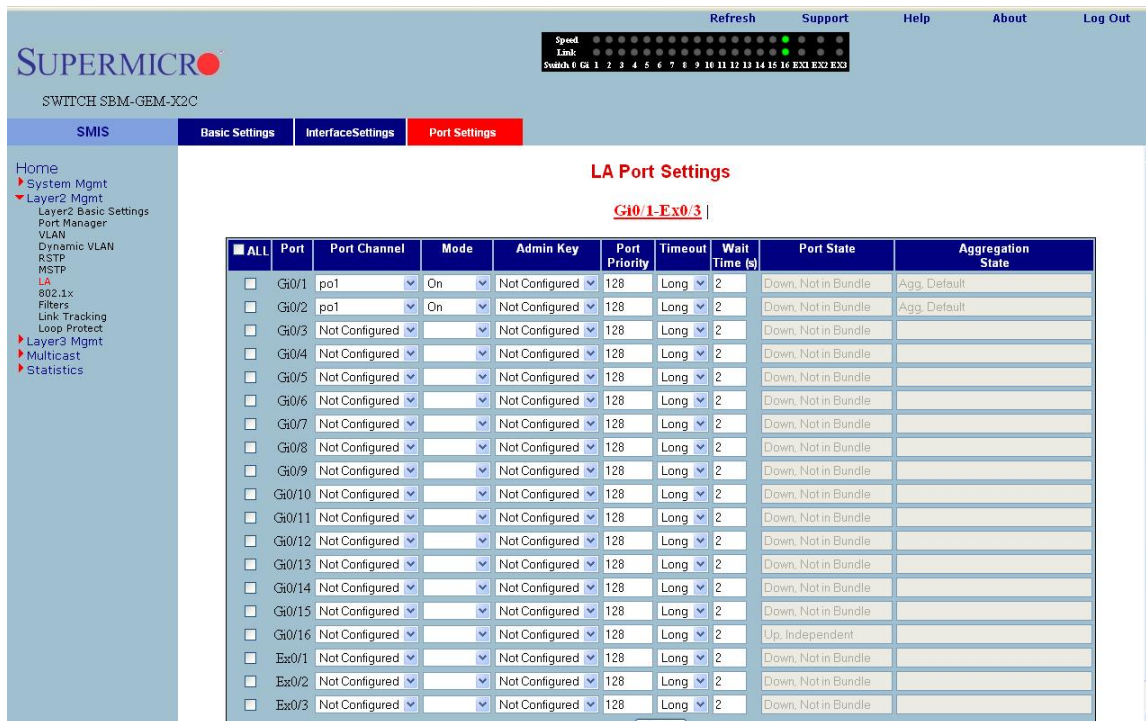 Refresh Support Help About Log Out
Speed
Link
Switch 0 Gi 1 2 3 4 5 6 7 8 9 10 11 12 13 14 15 16 EX1 EX2 EX3
SUPERMICRO
SWITCH SBM-GEM-X2C
SMIS
Basic Settings InterfaceSettings Port Settings
Home
System Mgmt
Layer2 Mgmt
Layer2 Basic Settings
Port Manager
VLAN
Dynamic VLAN
RSTP
MSTP
LA
802.1x
Filters
Link Tracking
Loop Protect
Layer3 Mgmt
Multicast
Statistics
LA Port Settings
Gi0/1-Ex0/3 |
ALL Port Port Channel Mode Admin Key Port Priority Timeout Wait Time (s) Port State Aggregation State
Gi0/1 po1 On Not Configured 128 Long 2 Down, Not in Bundle Agg, Default
Gi0/2 po1 On Not Configured 128 Long 2 Down, Not in Bundle Agg, Default
Gi0/3 Not Configured Not Configured 128 Long 2 Down, Not in Bundle
Gi0/4 Not Configured Not Configured 128 Long 2 Down, Not in Bundle
Gi0/5 Not Configured Not Configured 128 Long 2 Down, Not in Bundle
Gi0/6 Not Configured Not Configured 128 Long 2 Down, Not in Bundle
Gi0/7 Not Configured Not Configured 128 Long 2 Down, Not in Bundle
Gi0/8 Not Configured Not Configured 128 Long 2 Down, Not in Bundle
Gi0/9 Not Configured Not Configured 128 Long 2 Down, Not in Bundle
Gi0/10 Not Configured Not Configured 128 Long 2 Down, Not in Bundle
Gi0/11 Not Configured Not Configured 128 Long 2 Down, Not in Bundle
Gi0/12 Not Configured Not Configured 128 Long 2 Down, Not in Bundle
Gi0/13 Not Configured Not Configured 128 Long 2 Down, Not in Bundle
Gi0/14 Not Configured Not Configured 128 Long 2 Down, Not in Bundle
Gi0/15 Not Configured Not Configured 128 Long 2 Down, Not in Bundle
Gi0/16 Not Configured Not Configured 128 Long 2 Up, Independent
Ex0/1 Not Configured Not Configured 128 Long 2 Down, Not in Bundle
Ex0/2 Not Configured Not Configured 128 Long 2 Down, Not in Bundle
Ex0/3 Not Configured Not Configured 128 Long 2 Down, Not in Bundle